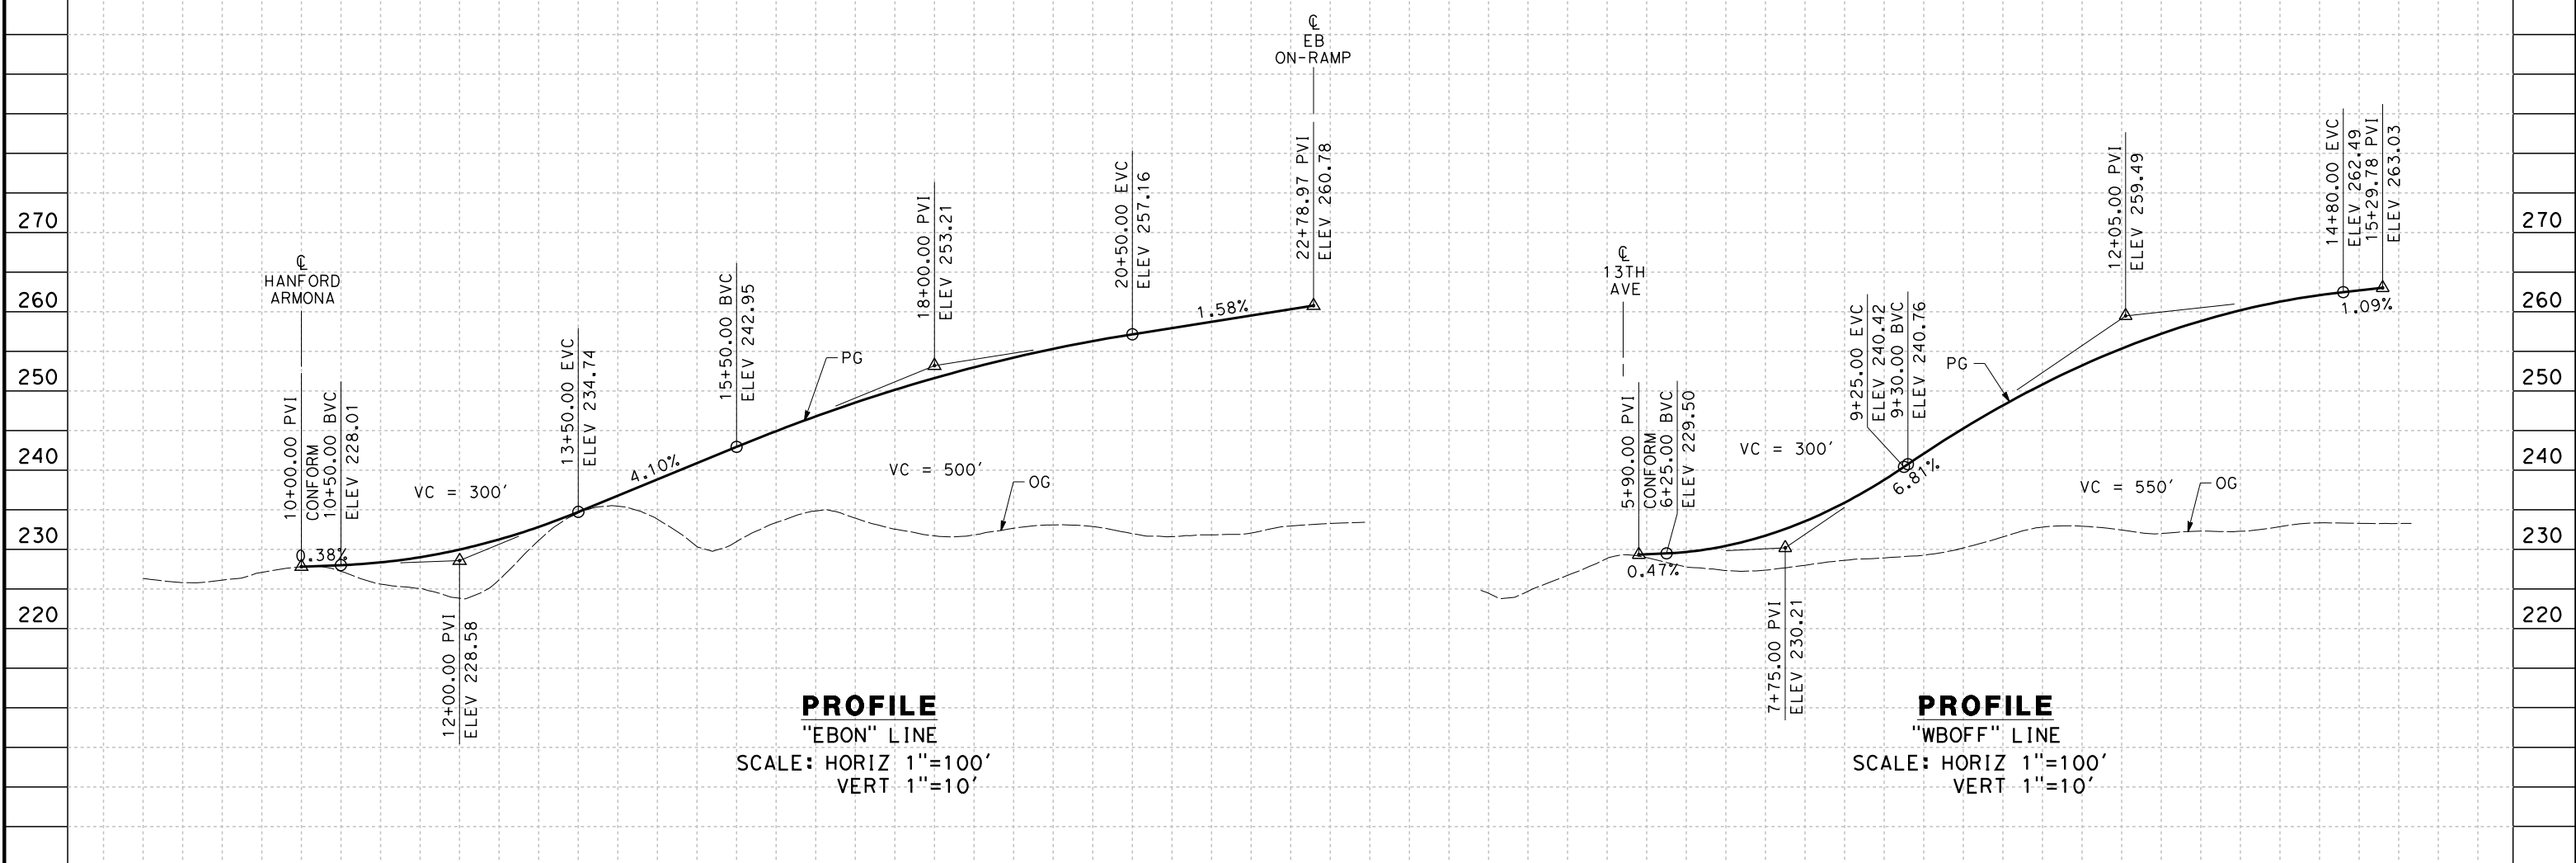 270
260
250
240
230
220
℄
HANFORD
ARMONA
10+00.00 PVI
CONFORM
10+50.00 BVC
ELEV 228.01
0.38%
VC = 300'
12+00.00 PVI
ELEV 228.58
13+50.00 EVC
ELEV 234.74
4.10%
15+50.00 BVC
ELEV 242.95
PG
18+00.00 PVI
ELEV 253.21
VC = 500'
OG
20+50.00 EVC
ELEV 257.16
1.58%
℄
EB
ON-RAMP
22+78.97 PVI
ELEV 260.78
PROFILE
"EBON" LINE
SCALE: HORIZ 1"=100'
VERT 1"=10'
℄
13TH
AVE
5+90.00 PVI
CONFORM
6+25.00 BVC
ELEV 229.50
0.47%
VC = 300'
7+75.00 PVI
ELEV 230.21
9+25.00 EVC
ELEV 240.42
9+30.00 BVC
ELEV 240.76
6.81%
PG
12+05.00 PVI
ELEV 259.49
VC = 550'
OG
14+80.00 EVC
ELEV 262.49
15+29.78 PVI
ELEV 263.03
1.09%
PROFILE
"WBOFF" LINE
SCALE: HORIZ 1"=100'
VERT 1"=10'
270
260
250
240
230
220